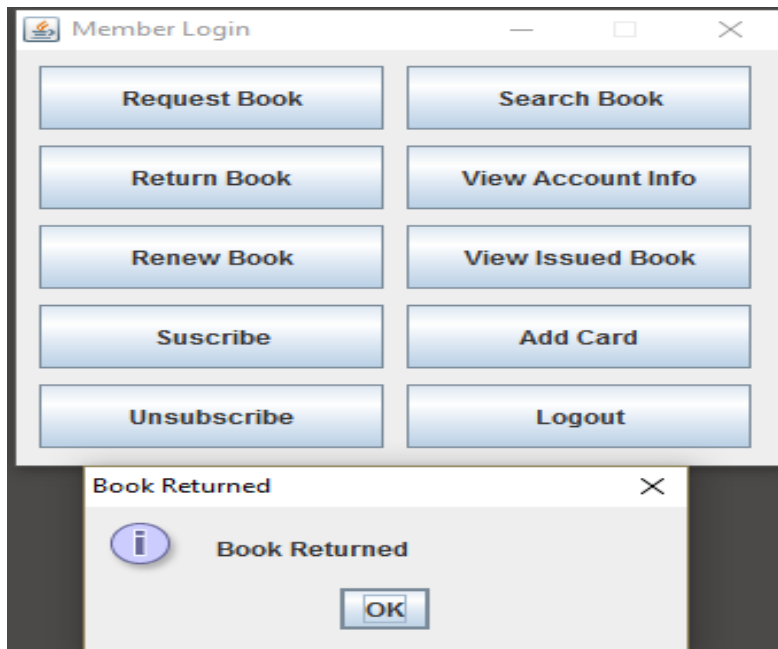 Member Login
Request Book
Search Book
Return Book
View Account Info
Renew Book
View Issued Book
Suscribe
Add Card
Unsubscribe
Logout
Book Returned
Book Returned
OK